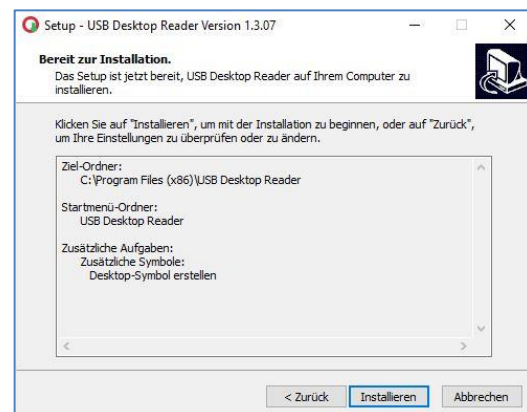 Setup - USB Desktop Reader Version 1.3.07
Bereit zur Installation.
Das Setup ist jetzt bereit, USB Desktop Reader auf Ihrem Computer zu
installieren.
Klicken Sie auf "Installieren", um mit der Installation zu beginnen, oder auf "Zurück",
um Ihre Einstellungen zu überprüfen oder zu ändern.
Ziel-Ordner:
C:\Program Files (x86)\USB Desktop Reader
Startmenü-Ordner:
USB Desktop Reader
Zusätzliche Aufgaben:
Zusätzliche Symbole:
Desktop-Symbol erstellen
< Zurück Installieren Abbrechen